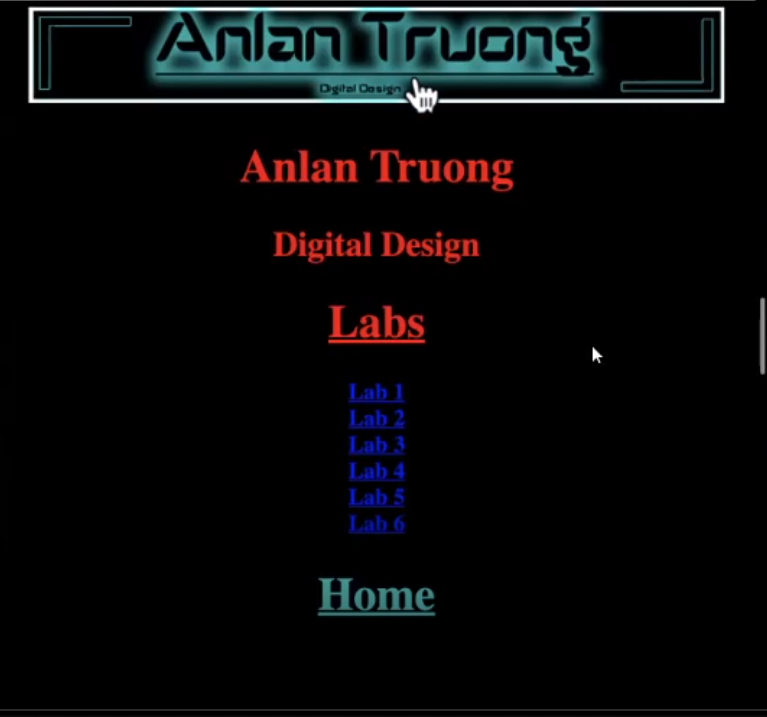 Anlan Truong
Digital Design
Anlan Truong
Digital Design
Labs
Lab 1
Lab 2
Lab 3
Lab 4
Lab 5
Lab 6
Home